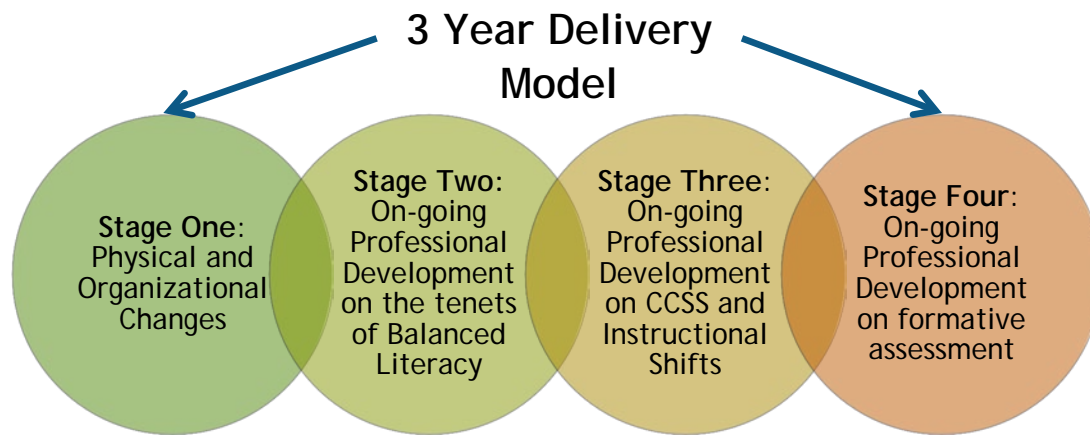 3 Year Delivery
Model
Stage One:
Physical and
Organizational
Changes
Stage Two:
On-going
Professional
Development
on the tenets
of Balanced
Literacy
Stage Three:
On-going
Professional
Development
on CCSS and
Instructional
Shifts
Stage Four:
On-going
Professional
Development
on formative
assessment